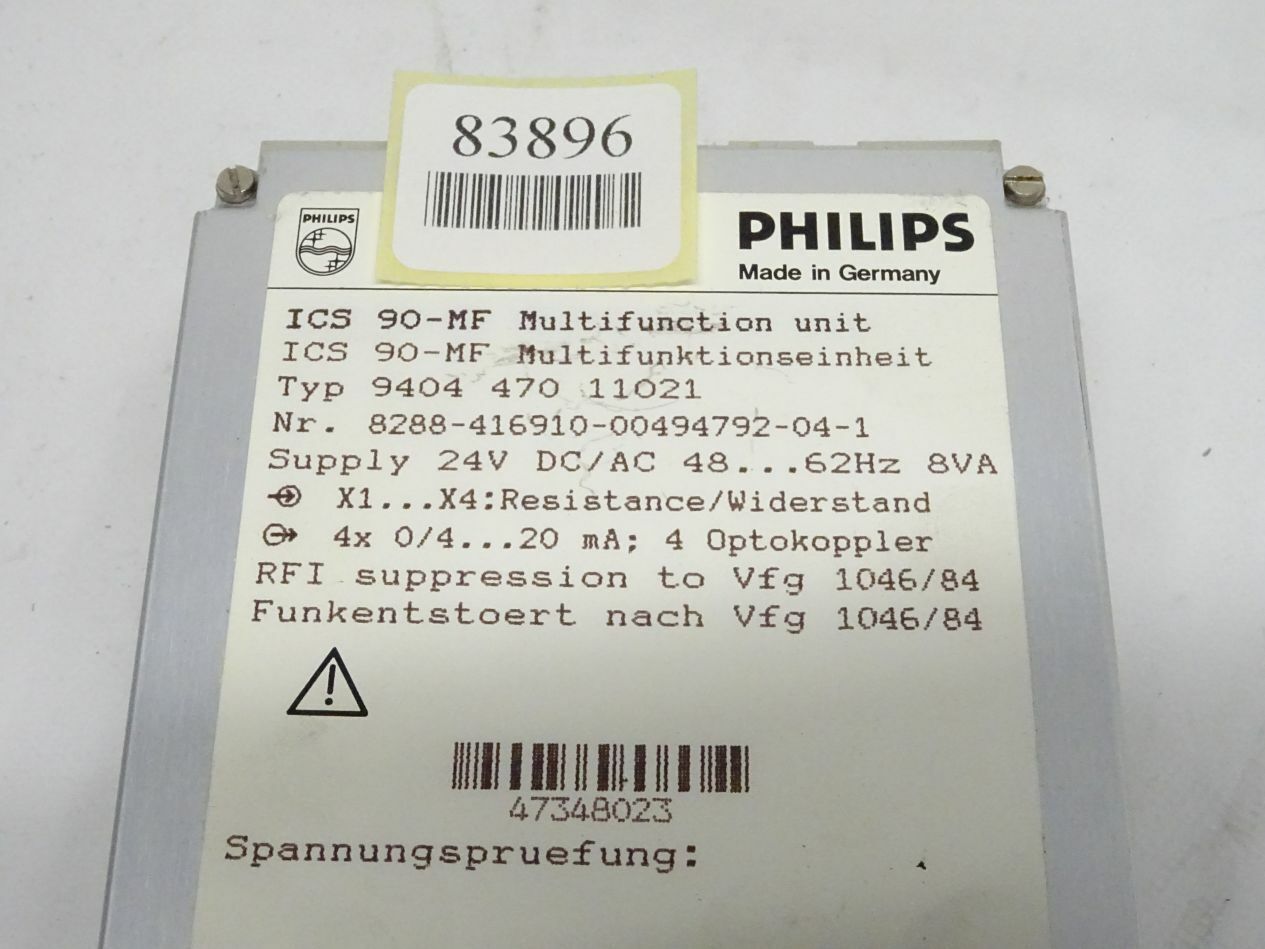 83896
PHILIPS
PHILIPS
Made in Germany
ICS 90-MF Multifunction unit
ICS 90-MF Multifunktionseinheit
Typ 9404 470 11021
Nr. 8288-416910-00494792-04-1
Supply 24V DC/AC 48...62Hz 8VA
X1...X4:Resistance/Widerstand
4x 0/4...20 mA; 4 Optokoppler
RFI suppression to Vfg 1046/84
Funkentstoert nach Vfg 1046/84
47348023
Spannungspruefung: